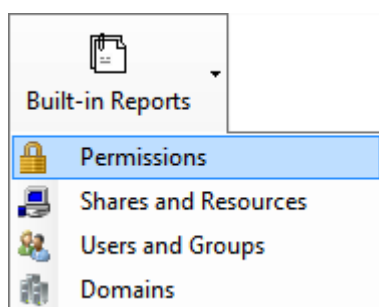 Built-in Reports
Permissions
Shares and Resources
Users and Groups
Domains